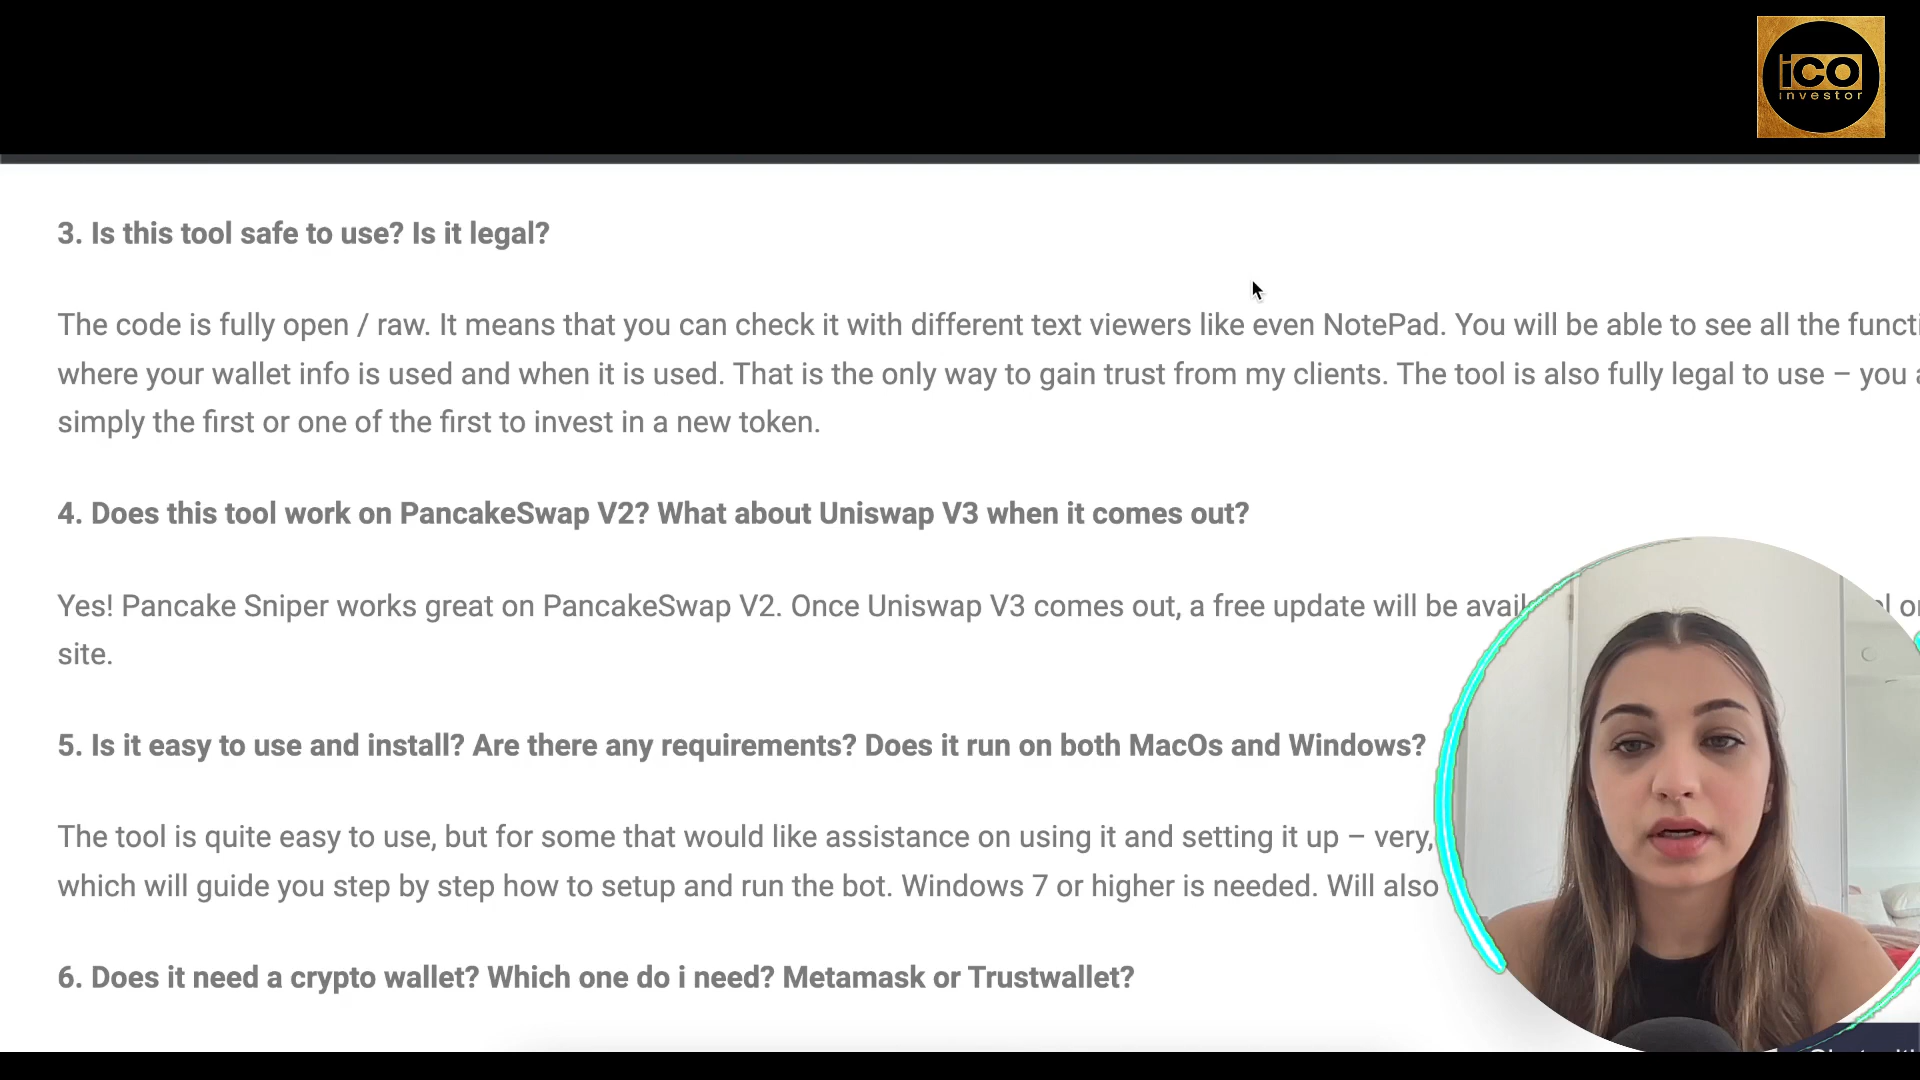 iCO
investor
3. Is this tool safe to use? Is it legal?
The code is fully open / raw. It means that you can check it with different text viewers like even NotePad. You will be able to see all the
where your wallet info is used and when it is used. That is the only way to gain trust from my clients. The tool is also fully legal to use – you
simply the first or one of the first to invest in a new token.
4. Does this tool work on PancakeSwap V2? What about Uniswap V3 when it comes out?
Yes! Pancake Sniper works great on PancakeSwap V2. Once Uniswap V3 comes out, a free update will be
site.
5. Is it easy to use and install? Are there any requirements? Does it run on both MacOs and Windows?
The tool is quite easy to use, but for some that would like assistance on using it and setting it up – very,
which will guide you step by step how to setup and run the bot. Windows 7 or higher is needed. Will also
6. Does it need a crypto wallet? Which one do i need? Metamask or Trustwallet?